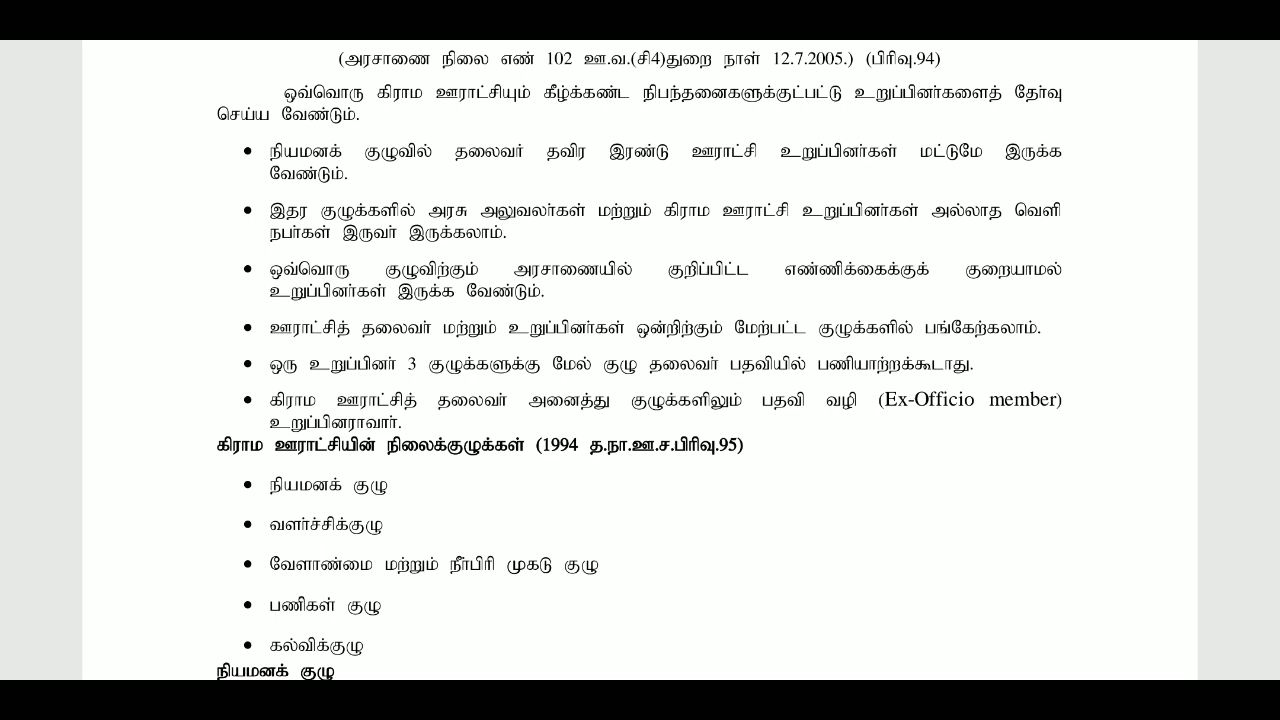 (அரசாணை நிலை எண் 102 ஊ.வ.(சி4)துறை நாள் 12.7.2005.) (பிரிவு.94)
ஒவ்வொரு கிராம ஊராட்சியும் கீழ்க்கண்ட நிபந்தனைகளுக்குட்பட்டு உறுப்பினர்களைத் தேர்வு
செய்ய வேண்டும்.
• நியமனக் குழுவில் தலைவர் தவிர இரண்டு ஊராட்சி உறுப்பினர்கள் மட்டுமே இருக்க
வேண்டும்.
• இதர குழுக்களில் அரசு அலுவலர்கள் மற்றும் கிராம ஊராட்சி உறுப்பினர்கள் அல்லாத வெளி
நபர்கள் இருவர் இருக்கலாம்.
• ஒவ்வொரு குழுவிற்கும் அரசாணையில் குறிப்பிட்ட எண்ணிக்கைக்குக் குறையாமல்
உறுப்பினர்கள் இருக்க வேண்டும்.
• ஊராட்சித் தலைவர் மற்றும் உறுப்பினர்கள் ஒன்றிற்கும் மேற்பட்ட குழுக்களில் பங்கேற்கலாம்.
• ஒரு உறுப்பினர் 3 குழுக்களுக்கு மேல் குழு தலைவர் பதவியில் பணியாற்றக்கூடாது.
• கிராம ஊராட்சித் தலைவர் அனைத்து குழுக்களிலும் பதவி வழி (Ex-Officio member)
உறுப்பினராவார்.
கிராம ஊராட்சியின் நிலைக்குழுக்கள் (1994 த.நா.ஊ.ச.பிரிவு.95)
• நியமனக் குழு
• வளர்ச்சிக்குழு
• வேளாண்மை மற்றும் நீர்பிரி முகடு குழு
• பணிகள் குழு
• கல்விக்குழு
நியமனக் குழு